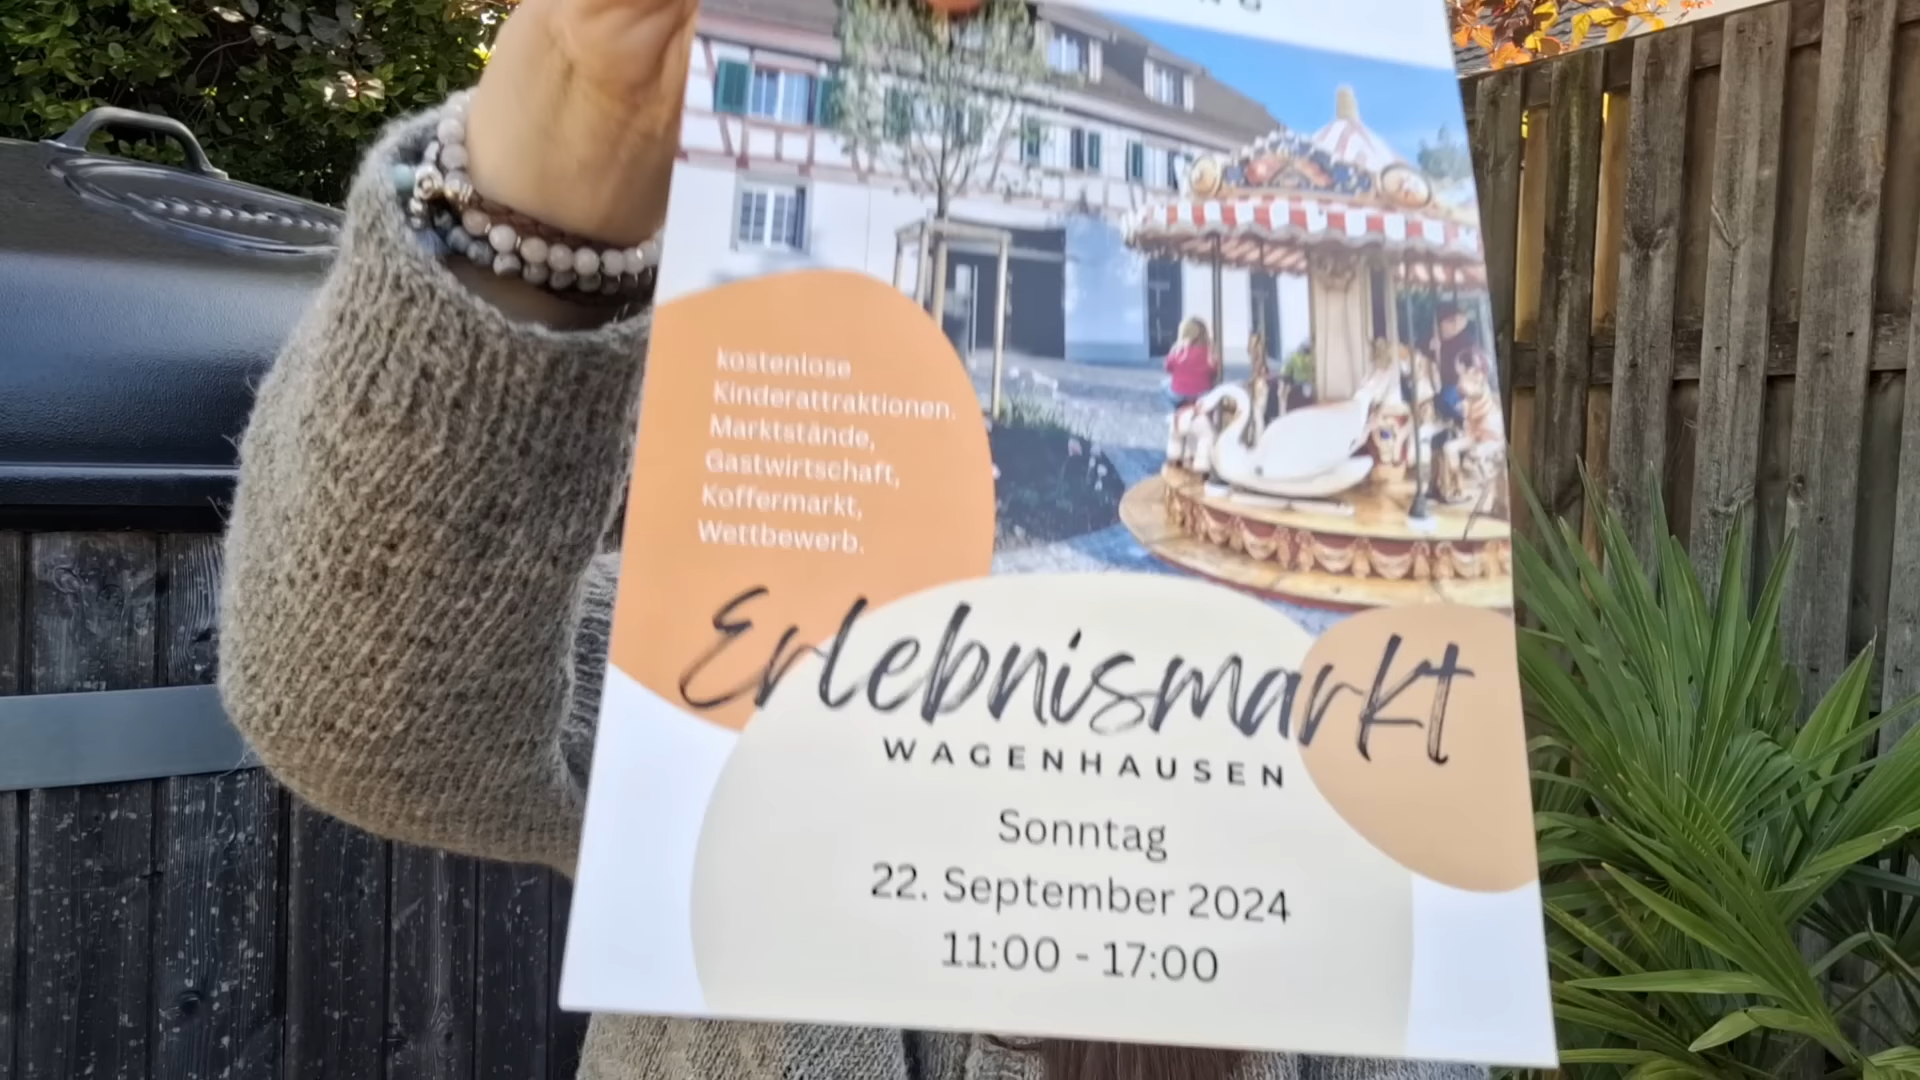 kostenlose
Kinderattraktionen.
Marktstände,
Gastwirtschaft,
Koffermarkt,
Wettbewerb.
Erlebnismarkt
WAGENHAUSEN
Sonntag
22. September 2024
11:00 - 17:00